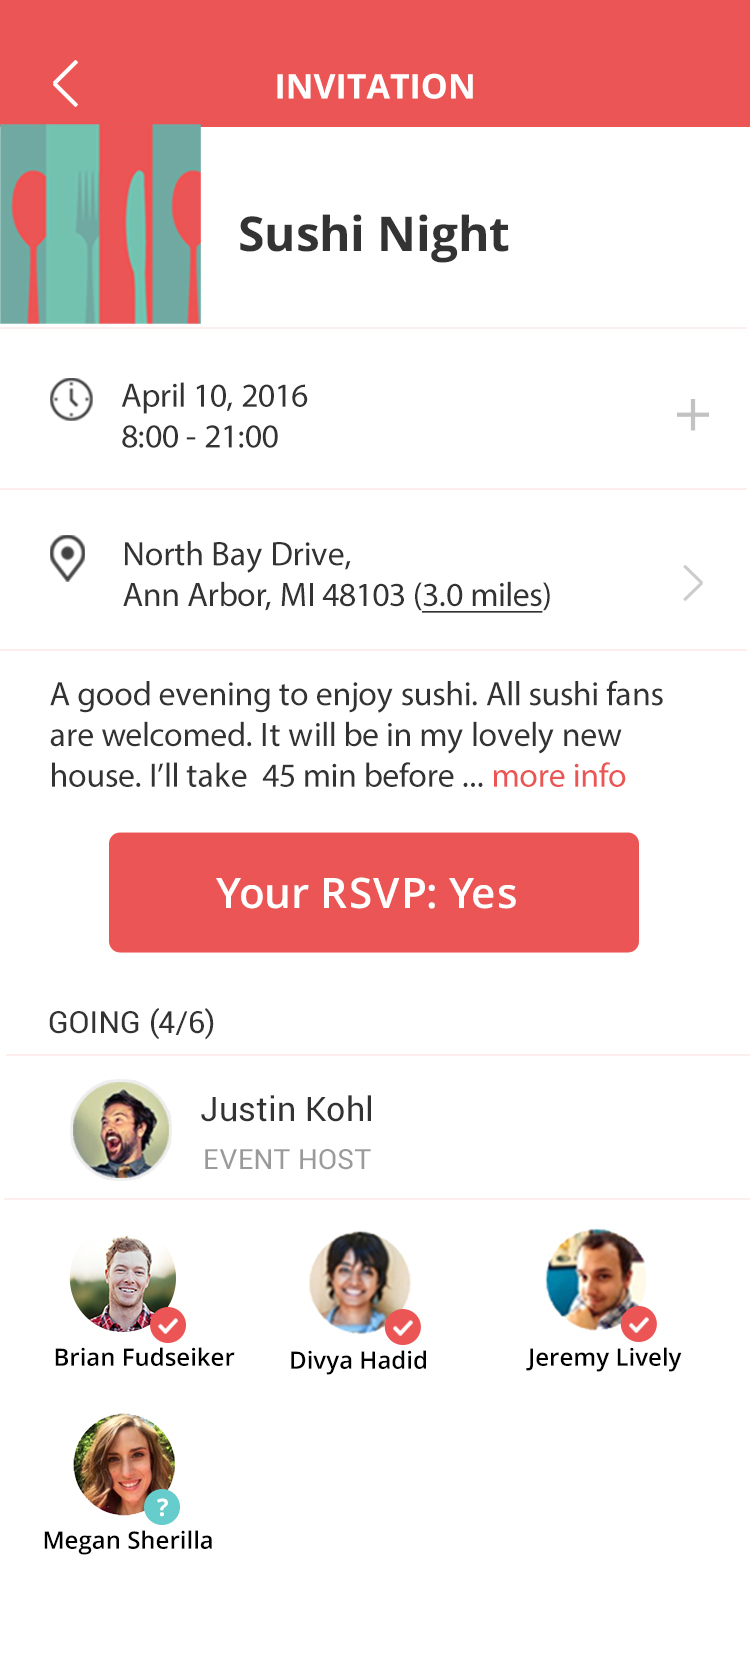 INVITATION
Sushi Night
April 10, 2016
8:00 - 21:00
North Bay Drive,
Ann Arbor, MI 48103 (3.0 miles)
A good evening to enjoy sushi. All sushi fans
are welcomed. It will be in my lovely new
house. I’ll take  45 min before ... more info
Your RSVP: Yes
GOING (4/6)
Justin Kohl
EVENT HOST
Brian Fudseiker
Divya Hadid
Jeremy Lively
?
Megan Sherilla